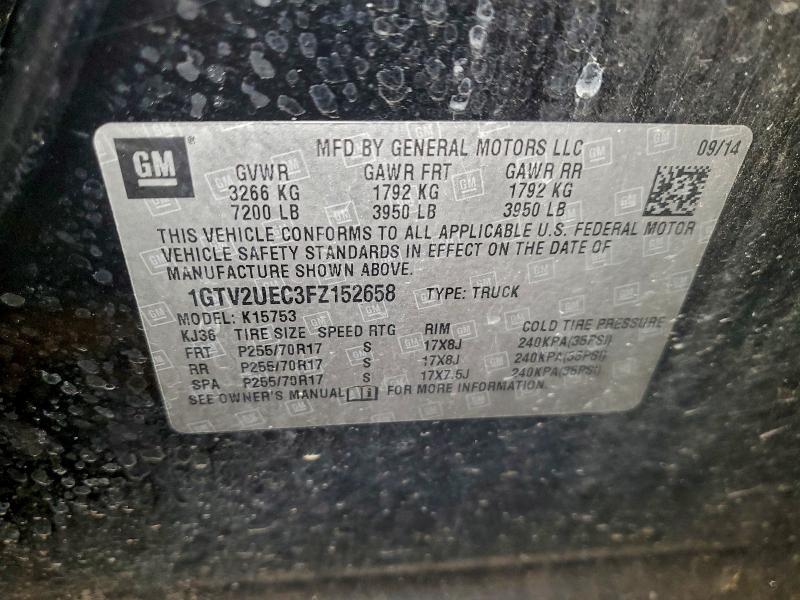 GM ® MFD BY GENERAL MOTORS LLC 09/14
GVWR GAWR FRT GAWR RR
3266 KG 1792 KG 1792 KG
7200 LB 3950 LB 3950 LB
THIS VEHICLE CONFORMS TO ALL APPLICABLE U.S. FEDERAL MOTOR
VEHICLE SAFETY STANDARDS IN EFFECT ON THE DATE OF
MANUFACTURE SHOWN ABOVE.
1GTV2UEC3FZ152658 TYPE: TRUCK
MODEL: K15753
KJ36 TIRE SIZE SPEED RTG RIM COLD TIRE PRESSURE
FRT P255/70R17 S 17X8J 240KPA(35PSI)
RR P255/70R17 S 17X8J 240KPA(35PSI)
SPA P255/70R17 S 17X7.5J 240KPA(35PSI)
SEE OWNER'S MANUAL FOR MORE INFORMATION.